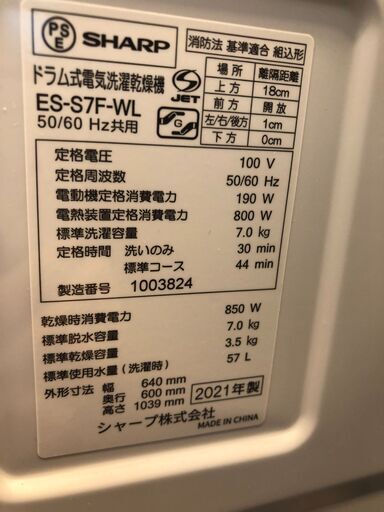 PS E SHARP
ドラム式電気洗濯乾燥機
ES-S7F-WL
50/60 Hz共用
JET
G
消防法 基準適合 組込形
場所 離隔距離
上方 18cm
前方 開放
左/右/後方 1cm
下方 0cm
定格電圧 100 V
定格周波数 50/60 Hz
電動機定格消費電力 190 W
電熱装置定格消費電力 800 W
標準洗濯容量 7.0 kg
定格時間 洗いのみ 30 min
標準コース 44 min
製造番号 1003824
乾燥時消費電力 850 W
標準脱水容量 7.0 kg
標準乾燥容量 3.5 kg
標準使用水量(洗濯時) 57 L
外形寸法 幅 640 mm
奥行 600 mm
高さ 1039 mm
2021年製
シャープ株式会社
MADE IN CHINA